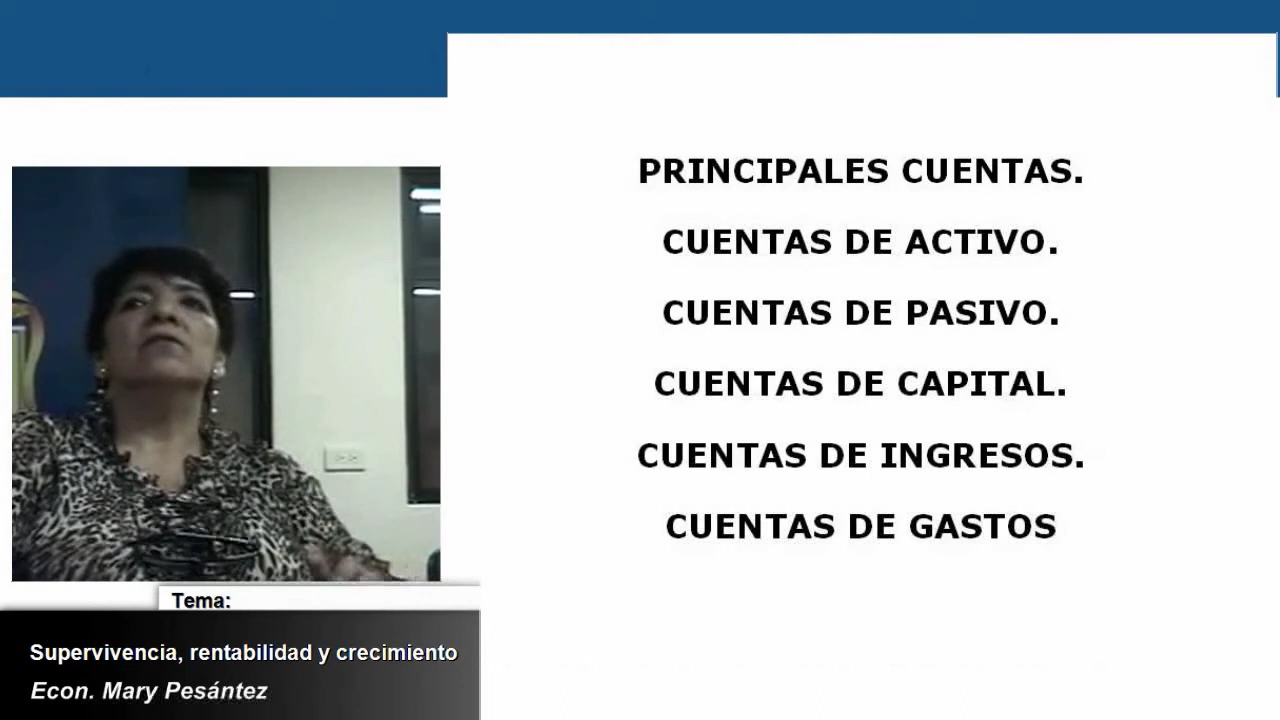 PRINCIPALES CUENTAS.
CUENTAS DE ACTIVO.
CUENTAS DE PASIVO.
CUENTAS DE CAPITAL.
CUENTAS DE INGRESOS.
CUENTAS DE GASTOS
Tema:
Supervivencia, rentabilidad y crecimiento
Econ. Mary Pesántez